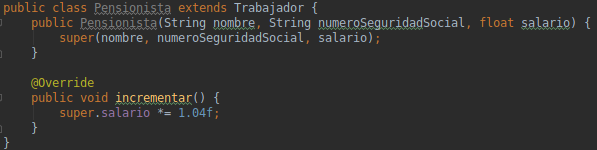 public class Pensionista extends Trabajador {
    public Pensionista(String nombre, String numeroSeguridadSocial, float salario) {
        super(nombre, numeroSeguridadSocial, salario);
    }

    @Override
    public void incrementar() {
        super.salario *= 1.04f;
    }
}